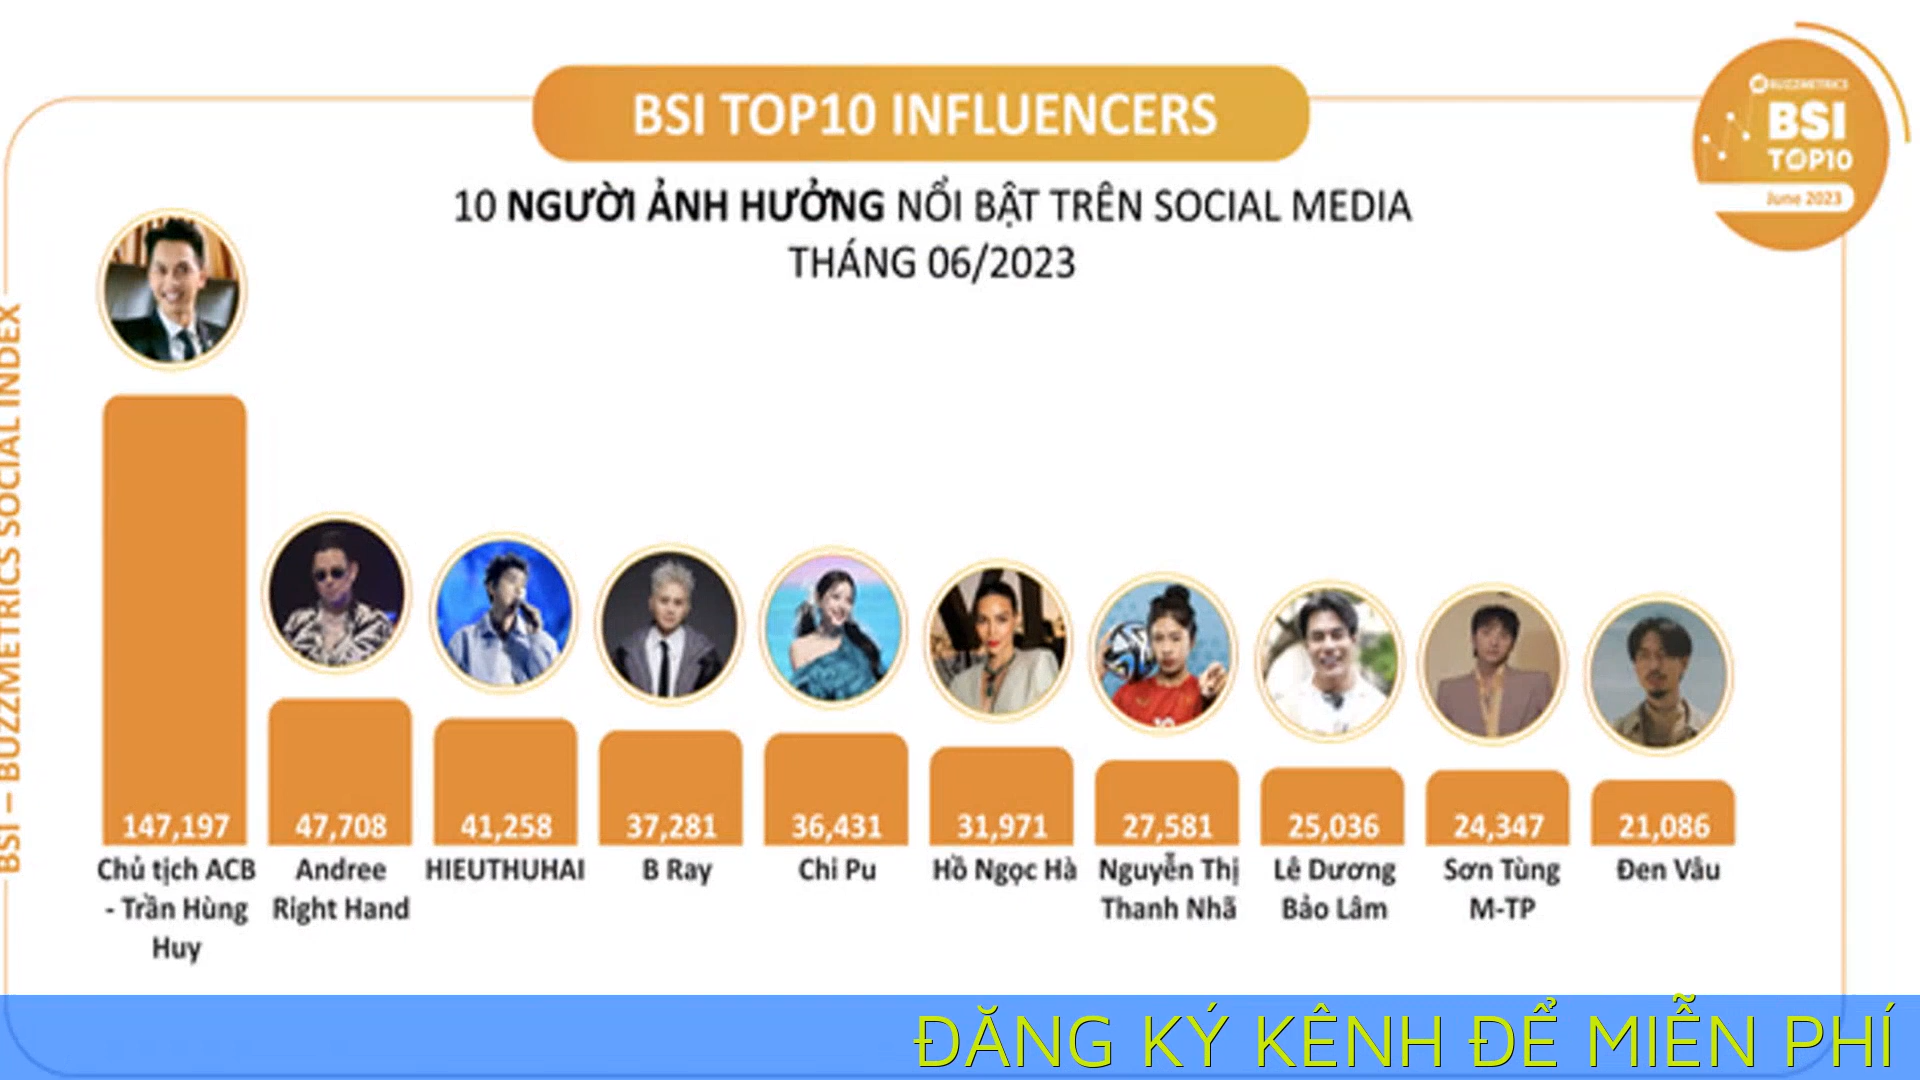 BSI TOP10 INFLUENCERS
BUZZMETRICS
BSI
TOP10
June 2023
10 NGƯỜI ẢNH HƯỞNG NỔI BẬT TRÊN SOCIAL MEDIA
THÁNG 06/2023
BSI – BUZZMETRICS SOCIAL INDEX
147,197
47,708
41,258
37,281
36,431
31,971
27,581
25,036
24,347
21,086
Chủ tịch ACB
- Trần Hùng
Huy
Andree
Right Hand
HIEUTHUHAI
B Ray
Chi Pu
Hồ Ngọc Hà
Nguyễn Thị
Thanh Nhã
Lê Dương
Bảo Lâm
Sơn Tùng
M-TP
Đen Vâu
ĐĂNG KÝ KÊNH ĐỂ MIỄN PHÍ